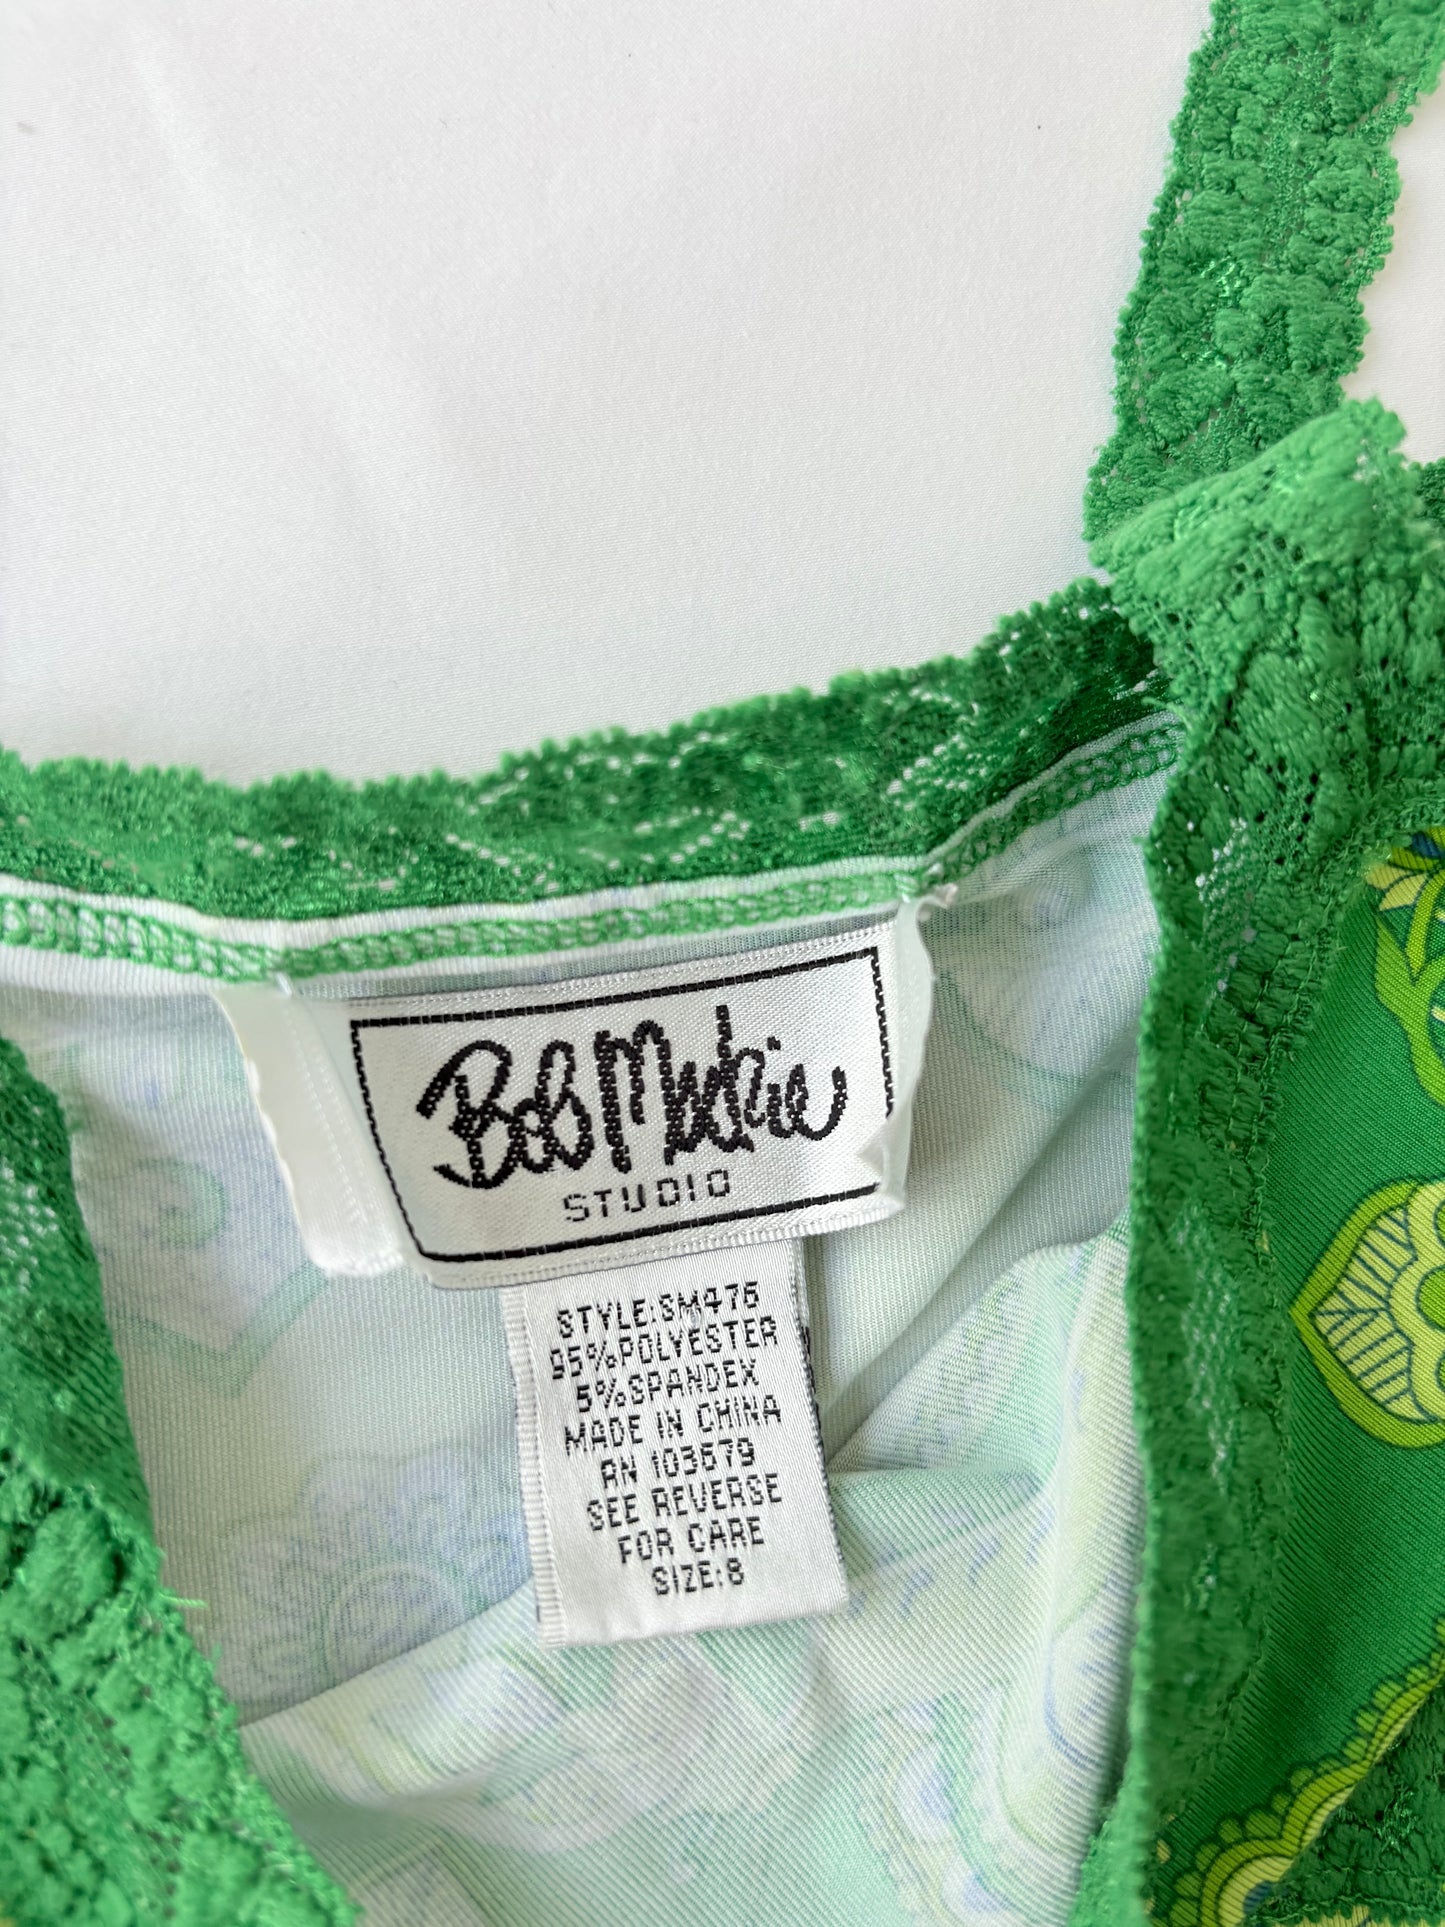 Bob Mackie
STUDIO
STYLE:SM476
95%POLYESTER
5%SPANDEX
MADE IN CHINA
RN 103679
SEE REVERSE
FOR CARE
SIZE:8